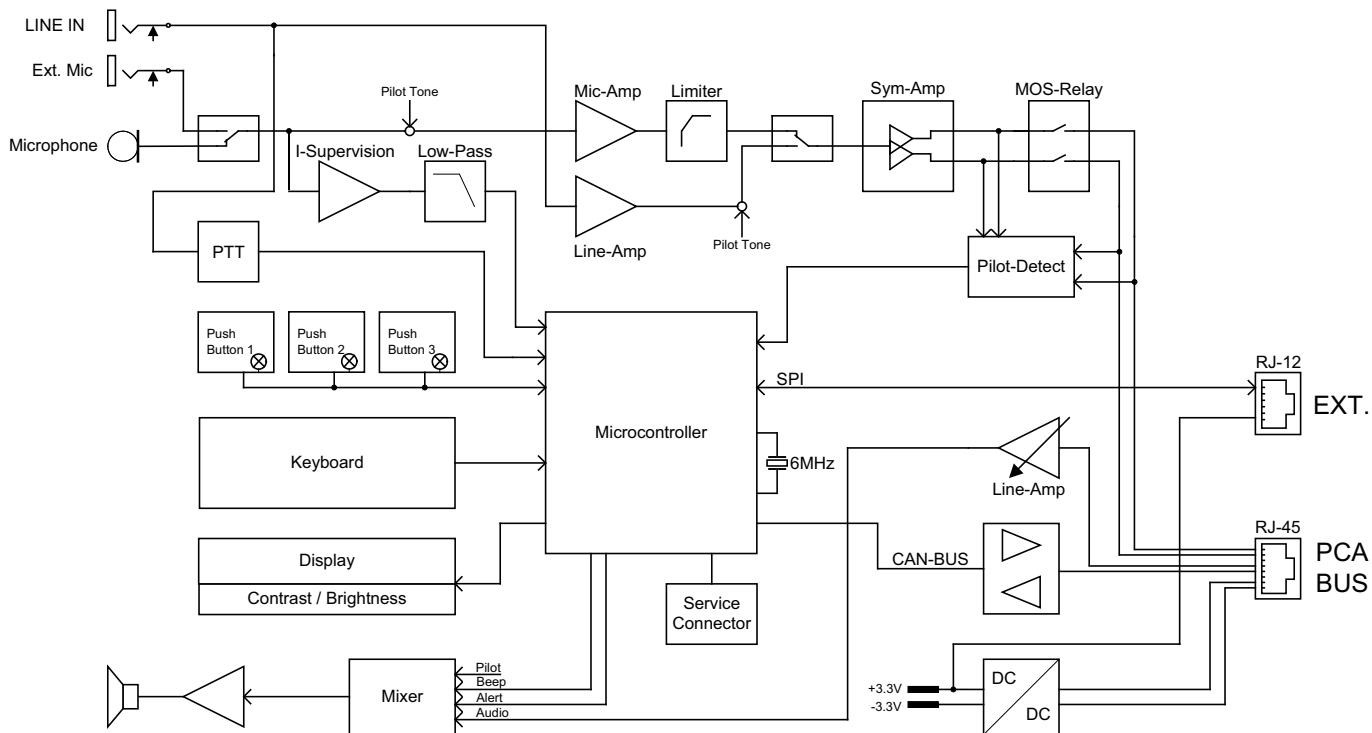 LINE IN
Ext. Mic
Microphone
Pilot Tone
I-Supervision
Low-Pass
Mic-Amp
Limiter
Sym-Amp
MOS-Relay
Line-Amp
Pilot Tone
PTT
Pilot-Detect
Push
Button 1
Push
Button 2
Push
Button 3
Microcontroller
SPI
RJ-12
EXT.
Keyboard
6MHz
Line-Amp
Display
Contrast / Brightness
Service
Connector
CAN-BUS
RJ-45
PCA
BUS
Mixer
Pilot
Beep
Alert
Audio
+3.3V
-3.3V
DC
DC